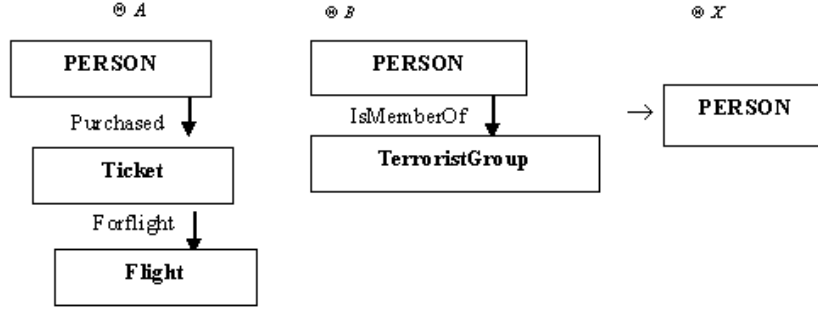 ⊖ A
⊖ B
⊖ X
PERSON
Purchased
Ticket
Forflight
Flight
PERSON
IsMemberOf
TerroristGroup
→
PERSON